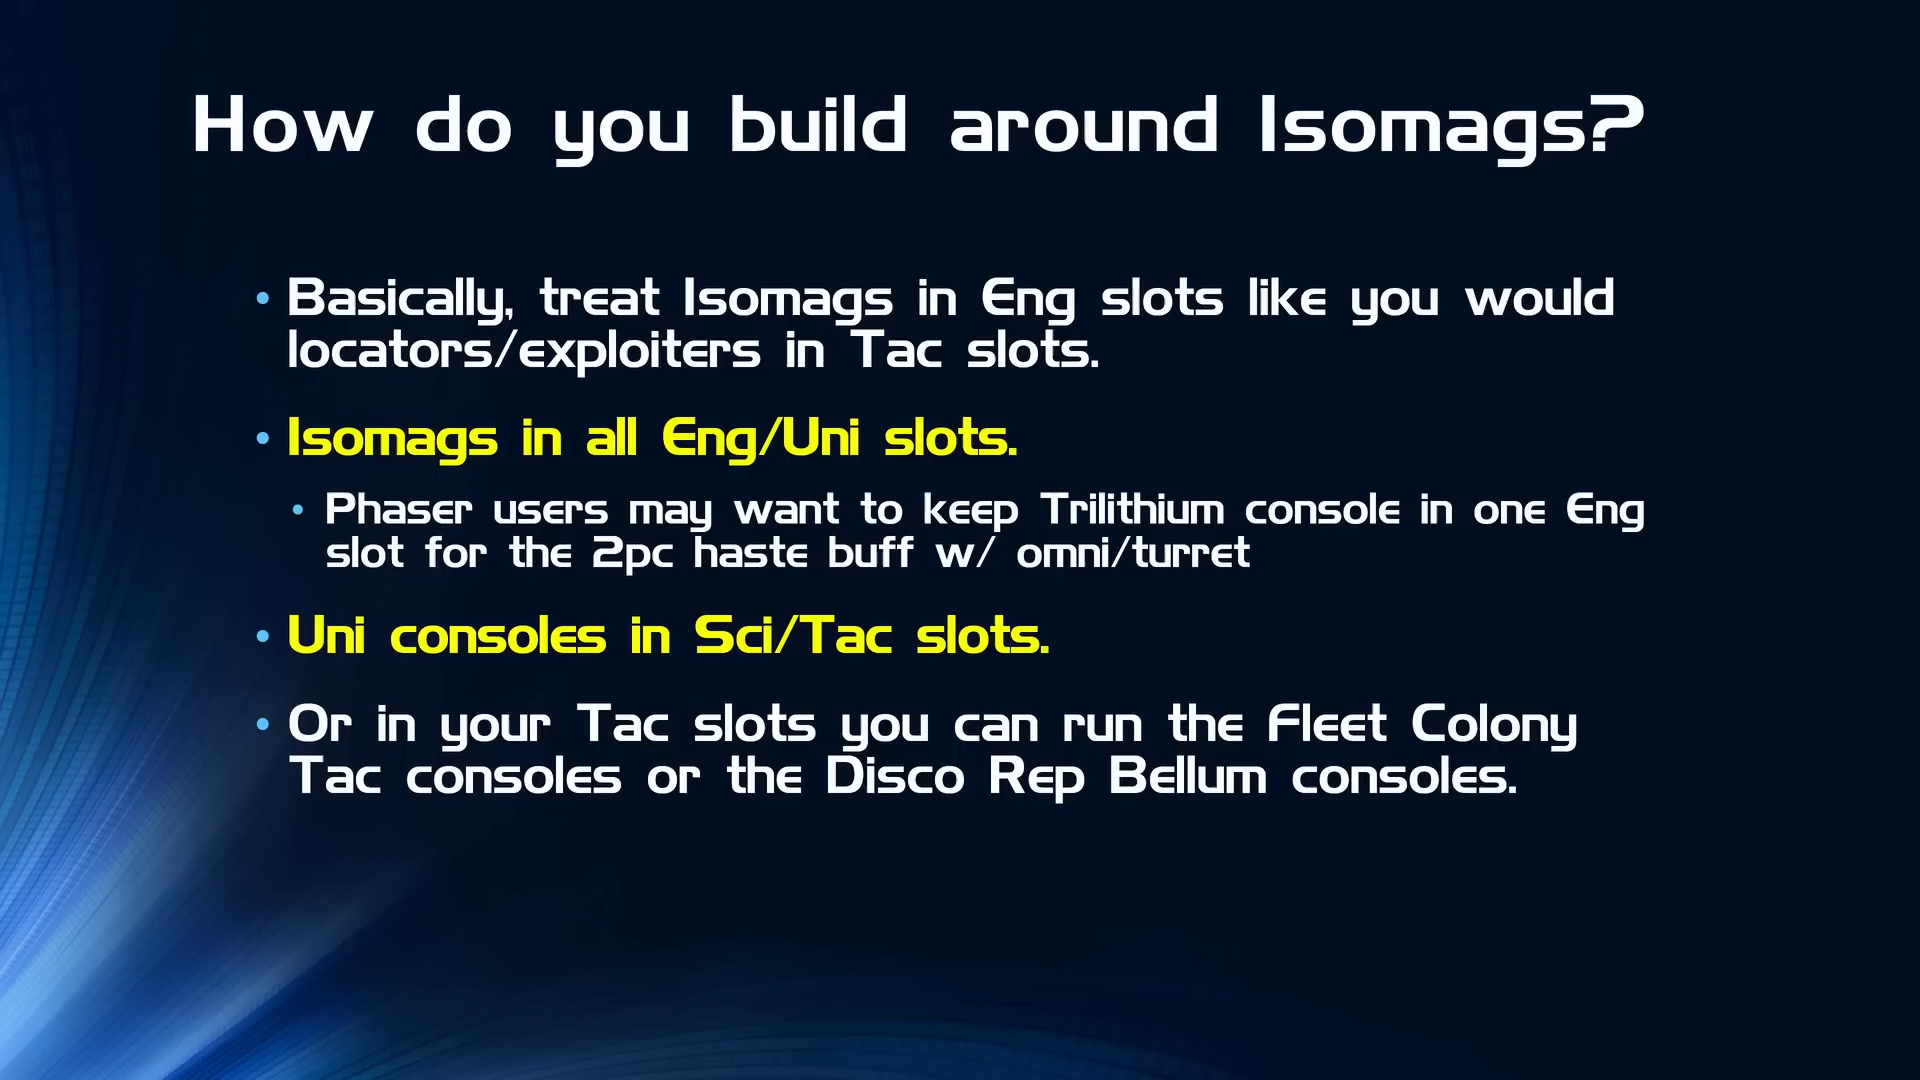 How do you build around Isomags?
• Basically, treat Isomags in Eng slots like you would
locators/exploiters in Tac slots.
• Isomags in all Eng/Uni slots.
• Phaser users may want to keep Trilithium console in one Eng
slot for the 2pc haste buff w/ omni/turret
• Uni consoles in Sci/Tac slots.
• Or in your Tac slots you can run the Fleet Colony
Tac consoles or the Disco Rep Bellum consoles.